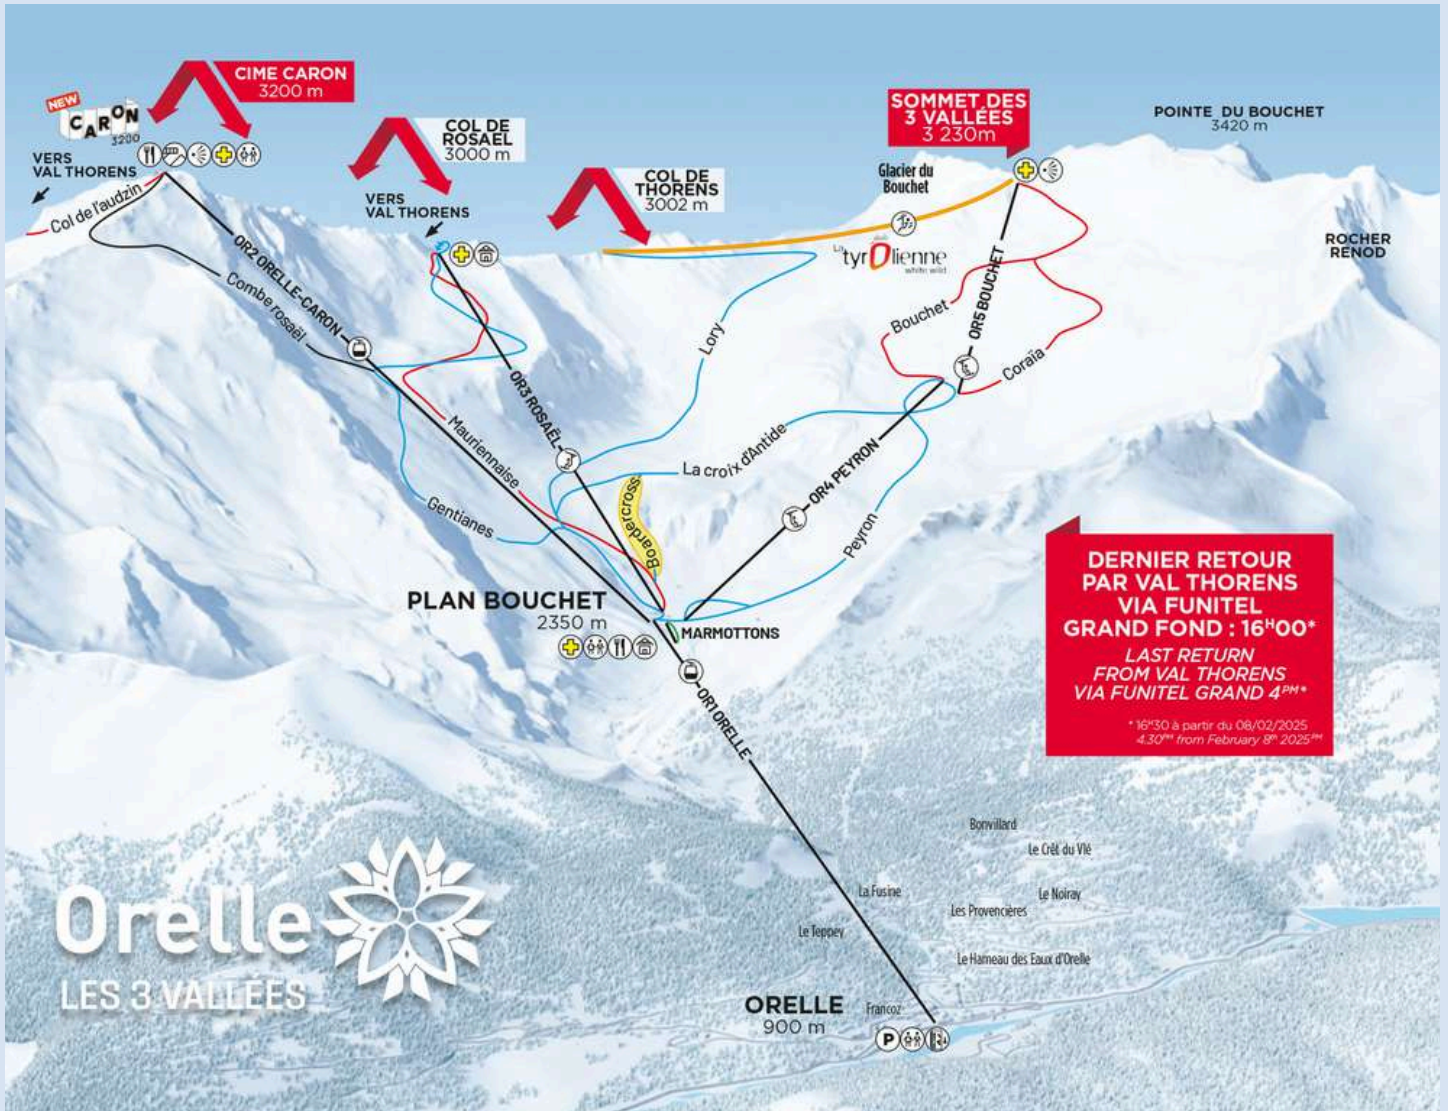 CIME CARON
3200 m
NEW
CARON
3200
VERS
VAL THORENS
Col de l'audzin
COL DE
ROSAEL
3000 m
VERS
VAL THORENS
COL DE
THORENS
3002 m
SOMMET DES
3 VALLÉES
3 230m
Glacier du
Bouchet
POINTE DU BOUCHET
3420 m
ROCHER
RENOD
La
tyrOlienne
white wild
OR2 ORELLE-CARON
Combe rosaël
OR3 ROSAËL
Lory
Bouchet
OR5 BOUCHET
Coraïa
Mauriennaise
La croix d'Antide
OR4 PEYRON
Gentianes
Boardercross
Peyron
PLAN BOUCHET
2350 m
MARMOTTONS
OR1 ORELLE
DERNIER RETOUR
PAR VAL THORENS
VIA FUNITEL
GRAND FOND : 16H00*
LAST RETURN
FROM VAL THORENS
VIA FUNITEL GRAND 4PM*
* 16H30 à partir du 08/02/2025
4.30PM from February 8th 2025PM
Bonvillard
Le Crêt du Vlé
La Fusine
Le Noiray
Les Provencières
Le Teppey
Le Hameau des Eaux d'Orelle
Orelle
LES 3 VALLÉES
ORELLE
900 m
Francoz
P